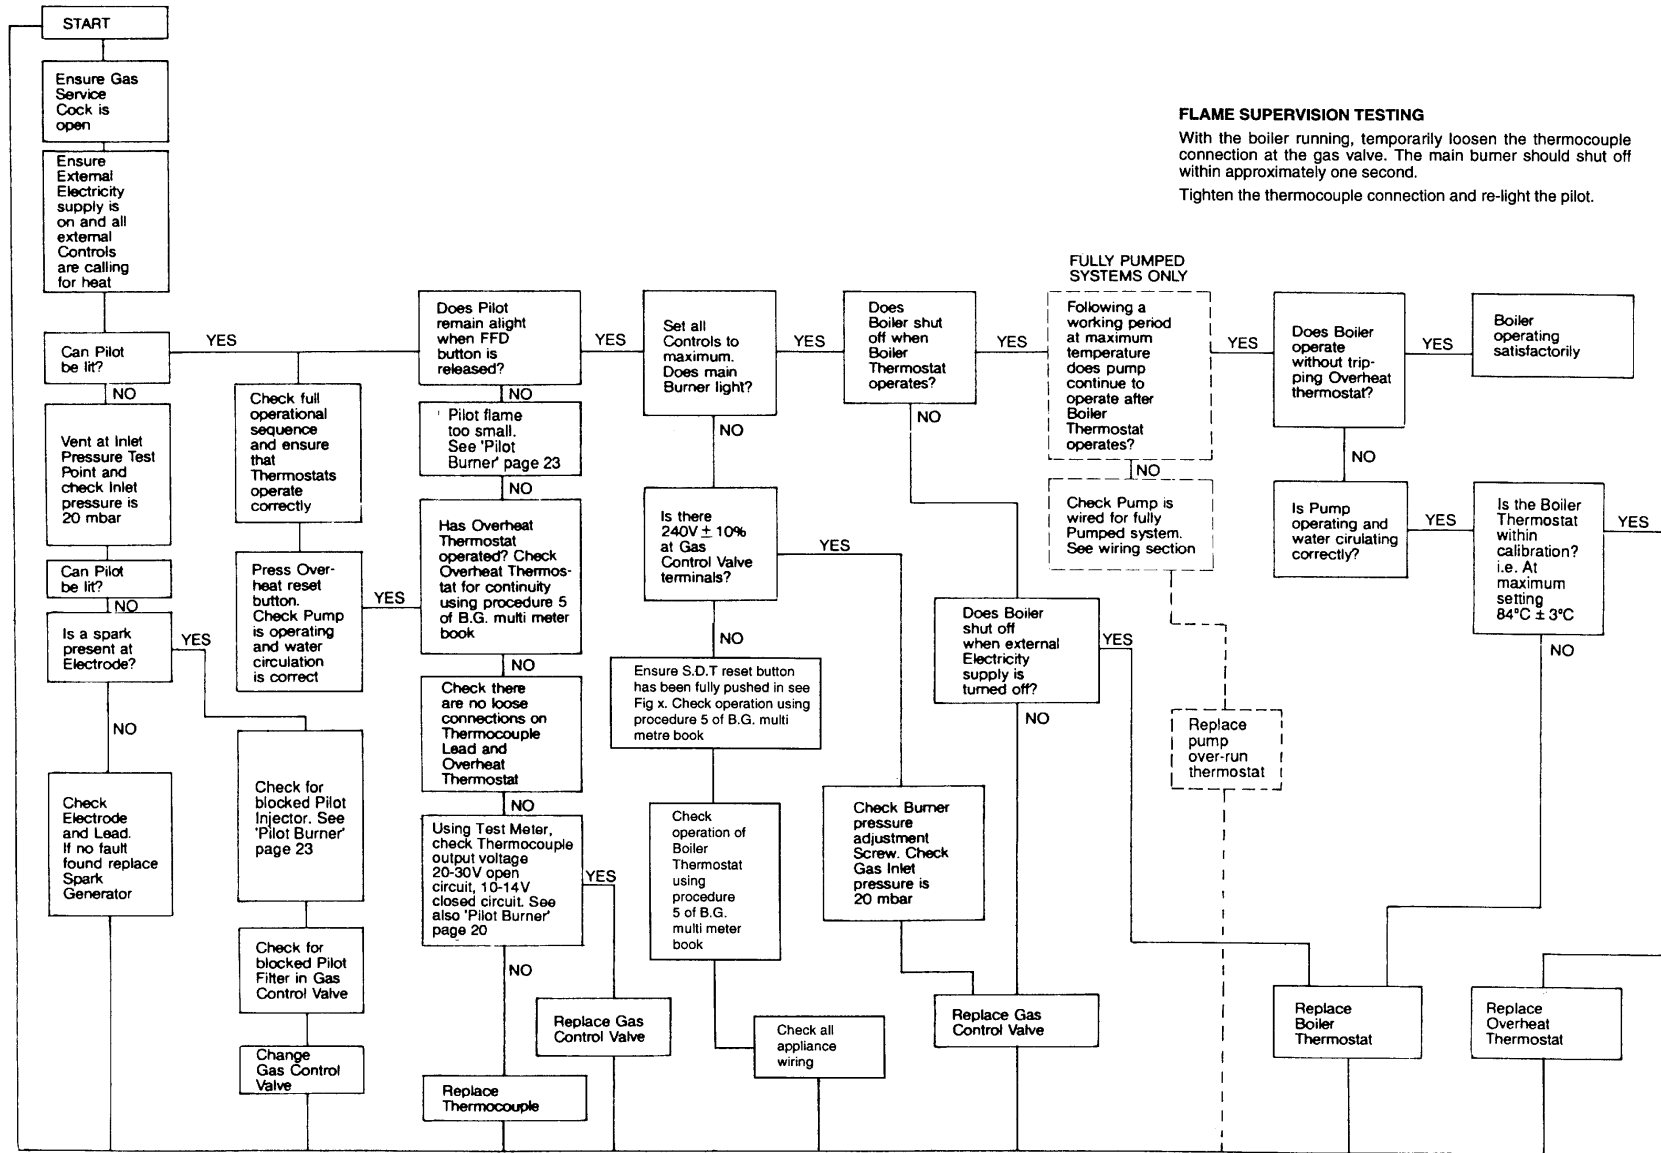 START
Ensure Gas
Service
Cock is
open
Ensure
External
Electricity
supply is
on and all
external
Controls
are calling
for heat
Can Pilot
be lit?
YES
NO
Vent at Inlet
Pressure Test
Point and
check Inlet
pressure is
20 mbar
Can Pilot
be lit?
NO
Is a spark
present at
Electrode?
YES
NO
Check
Electrode
and Lead.
If no fault
found replace
Spark
Generator
Check full
operational
sequence
and ensure
that
Thermostats
operate
correctly
Press Over-
heat reset
button.
Check Pump
is operating
and water
circulation
is correct
YES
Check for
blocked Pilot
Injector. See
'Pilot Burner'
page 23
Check for
blocked Pilot
Filter in Gas
Control Valve
Change
Gas Control
Valve
Does Pilot
remain alight
when FFD
button is
released?
YES
NO
Pilot flame
too small.
See 'Pilot
Burner' page 23
NO
Has Overheat
Thermostat
operated? Check
Overheat Thermos-
tat for continuity
using procedure 5
of B.G. multi meter
book
NO
Check there
are no loose
connections on
Thermocouple
Lead and
Overheat
Thermostat
NO
Using Test Meter,
check Thermocouple
output voltage
20-30V open
circuit, 10-14V
closed circuit. See
also 'Pilot Burner'
page 20
YES
NO
Replace
Thermocouple
Replace Gas
Control Valve
Set all
Controls to
maximum.
Does main
Burner light?
YES
NO
Is there
240V ± 10%
at Gas
Control Valve
terminals?
YES
NO
Ensure S.D.T reset button
has been fully pushed in see
Fig x. Check operation using
procedure 5 of B.G. multi
metre book
Check
operation of
Boiler
Thermostat
using
procedure
5 of B.G.
multi meter
book
Check all
appliance
wiring
Check Burner
pressure
adjustment
Screw. Check
Gas Inlet
pressure is
20 mbar
Does
Boiler shut
off when
Boiler
Thermostat
operates?
YES
NO
Does Boiler
shut off
when external
Electricity
supply is
turned off?
YES
NO
Replace Gas
Control Valve
FULLY PUMPED
SYSTEMS ONLY
Following a
working period
at maximum
temperature
does pump
continue to
operate after
Boiler
Thermostat
operates?
YES
NO
Check Pump is
wired for fully
Pumped system.
See wiring section
Replace
pump
over-run
thermostat
FLAME SUPERVISION TESTING
With the boiler running, temporarily loosen the thermocouple
connection at the gas valve. The main burner should shut off
within approximately one second.
Tighten the thermocouple connection and re-light the pilot.
Does Boiler
operate
without trip-
ping Overheat
thermostat?
YES
NO
Boiler
operating
satisfactorily
Is Pump
operating and
water cirulating
correctly?
YES
Is the Boiler
Thermostat
within
calibration?
i.e. At
maximum
setting
84°C ± 3°C
YES
NO
Replace
Boiler
Thermostat
Replace
Overheat
Thermostat